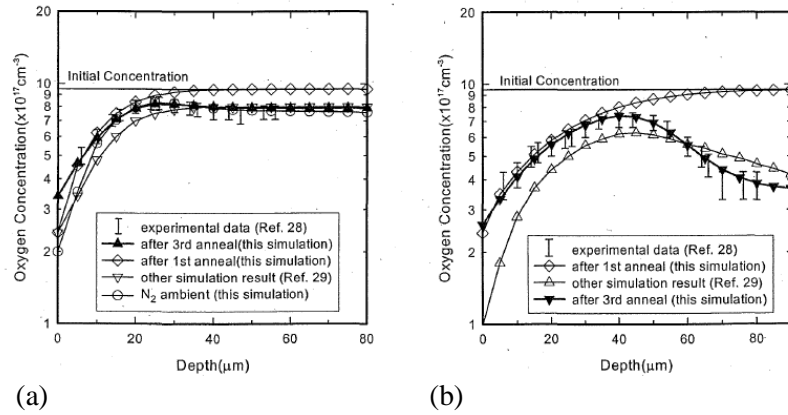 20
10
9
8
7
6
5
4
3
2
1
Oxygen Concentration(x10¹⁷cm⁻³)
Initial Concentration
experimental data (Ref. 28)
after 3rd anneal(this simulation)
after 1st anneal (this simulation)
other simulation result (Ref. 29)
N₂ ambient (this simulation)
0 20 40 60 80
Depth(μm)
(a)
20
10
9
8
7
6
5
4
3
2
1
Oxygen Concentration(x10¹⁷cm⁻³)
Initial Concentration
experimental data (Ref. 28)
after 1st anneal (this simulation)
other simulation result (Ref. 29)
after 3rd anneal (this simulation)
0 20 40 60 80
Depth(μm)
(b)